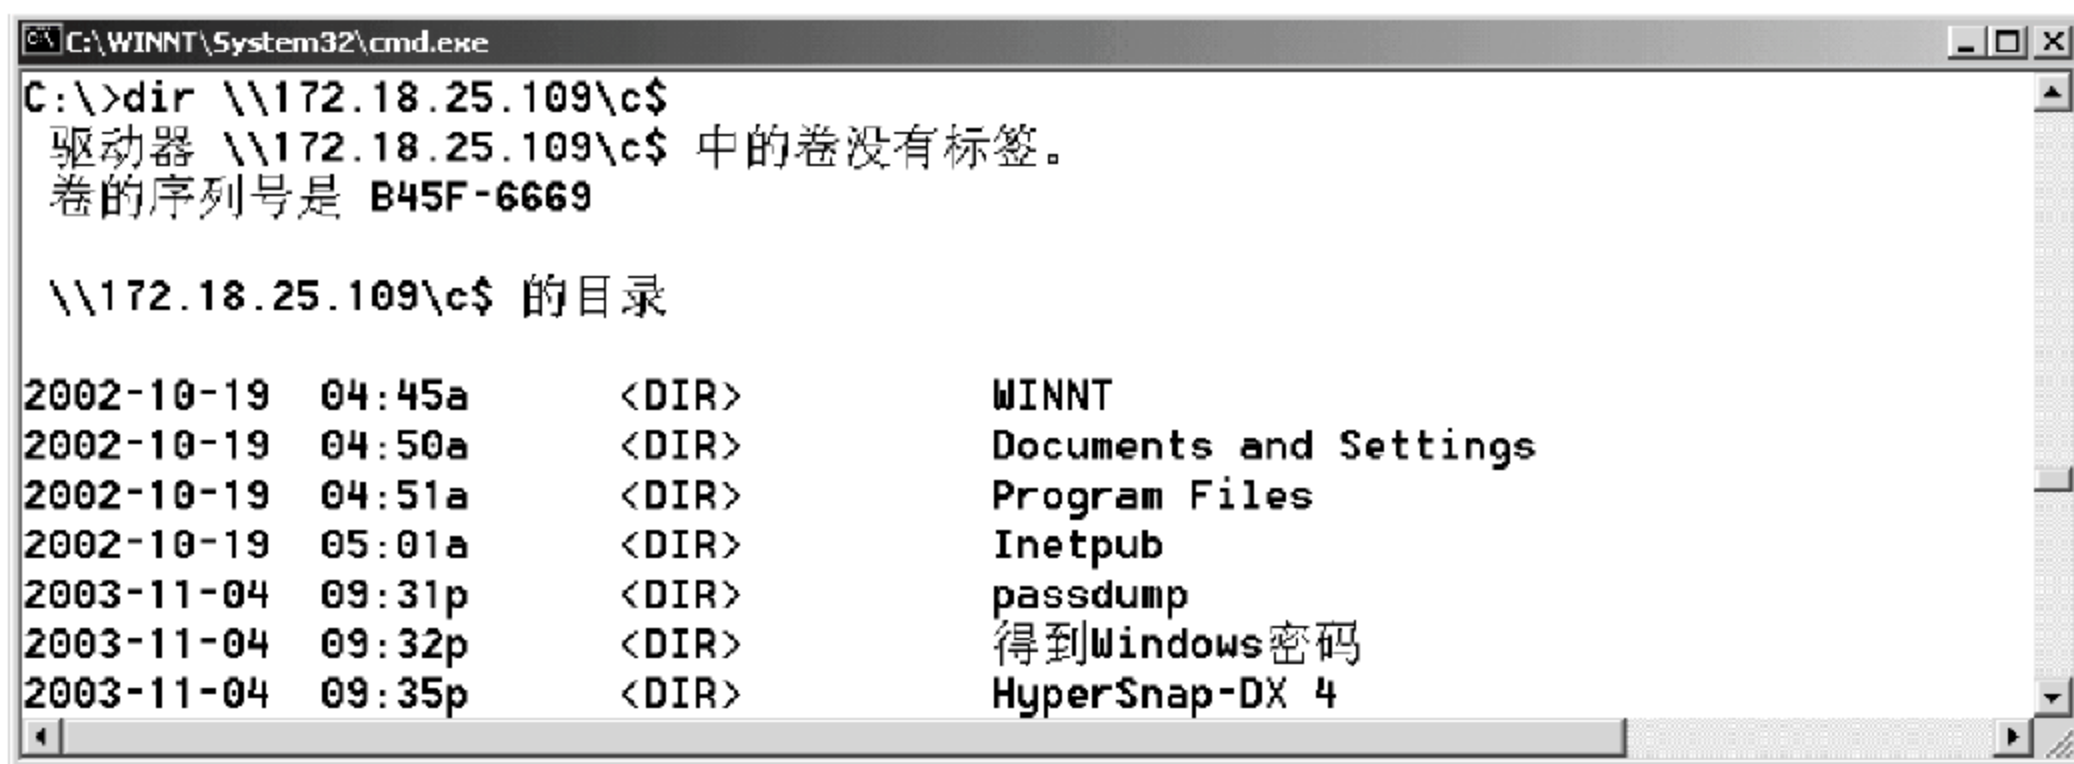 C:\WINNT\System32\cmd.exe
C:\>dir \\172.18.25.109\c$
驱动器 \\172.18.25.109\c$ 中的卷没有标签。
卷的序列号是 B45F-6669
\\172.18.25.109\c$ 的目录
2002-10-19 04:45a <DIR> WINNT
2002-10-19 04:50a <DIR> Documents and Settings
2002-10-19 04:51a <DIR> Program Files
2002-10-19 05:01a <DIR> Inetpub
2003-11-04 09:31p <DIR> passdump
2003-11-04 09:32p <DIR> 得到Windows密码
2003-11-04 09:35p <DIR> HyperSnap-DX 4